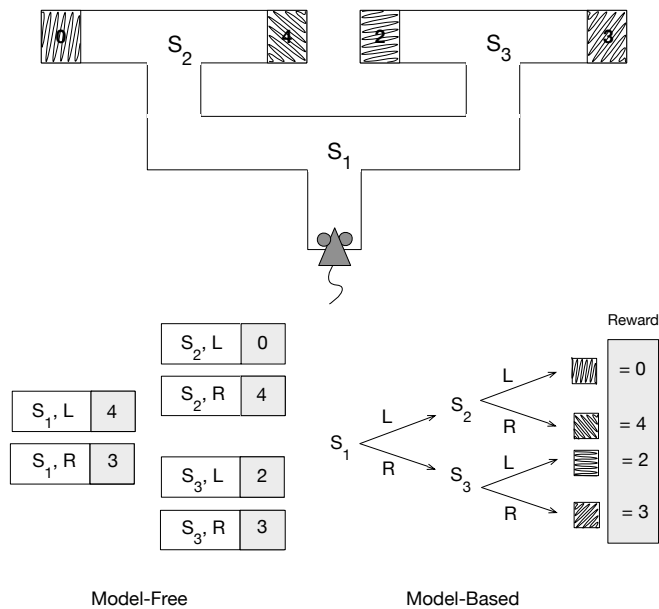 0 S₂ 4 2 S₃ 3
S₁
Reward
S₂, L 0
S₂, R 4
S₁, L 4
S₁, R 3
S₃, L 2
S₃, R 3
S₁
L
R
S₂
S₃
L
R
L
R
= 0
= 4
= 2
= 3
Model-Free
Model-Based